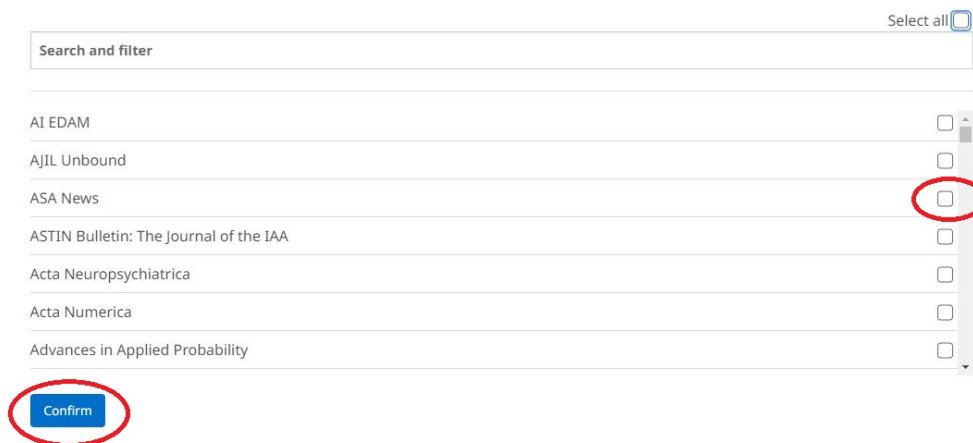 Select all
Search and filter
AI EDAM
AJIL Unbound
ASA News
ASTIN Bulletin: The Journal of the IAA
Acta Neuropsychiatrica
Acta Numerica
Advances in Applied Probability
Confirm